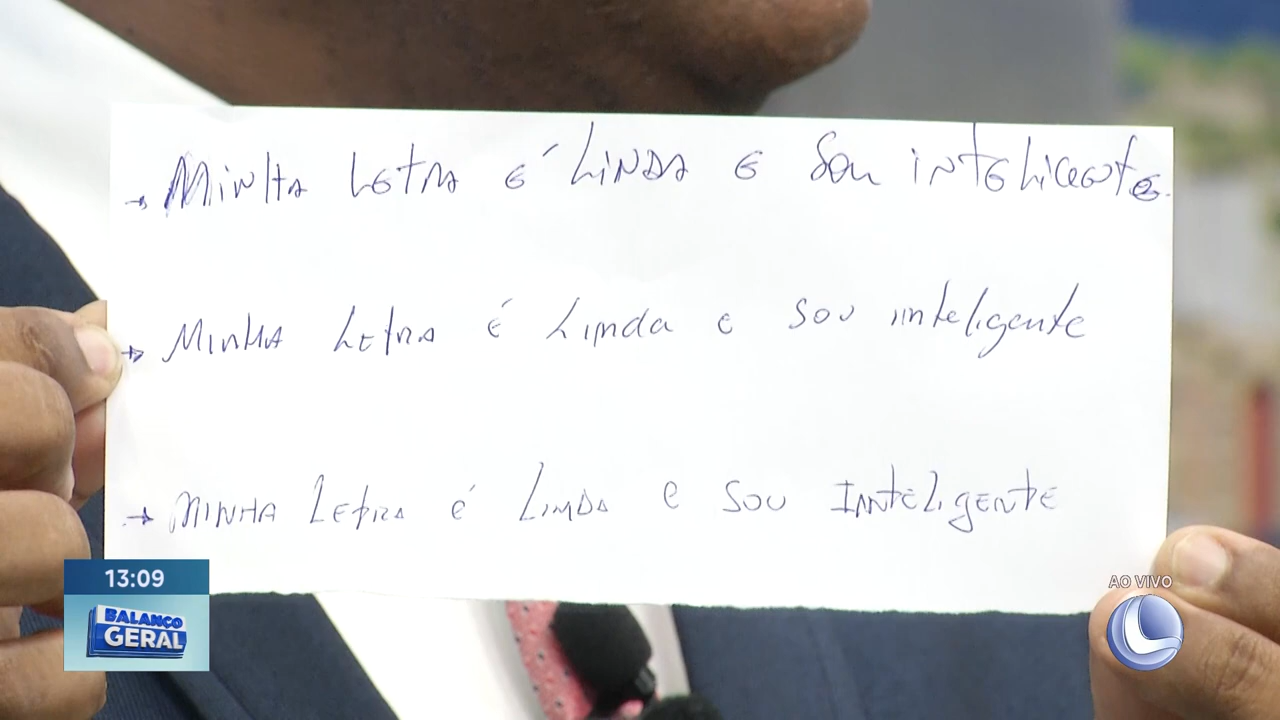 → MiNHA LETRA É LiNDA E Sou iNTELiGENTE.
→ MINHA LETRA É Linda e sou inteligente
→ MINHA LETRA é LINDA e sou INTELigENTE
13:09
BALANÇO
GERAL
AO VIVO